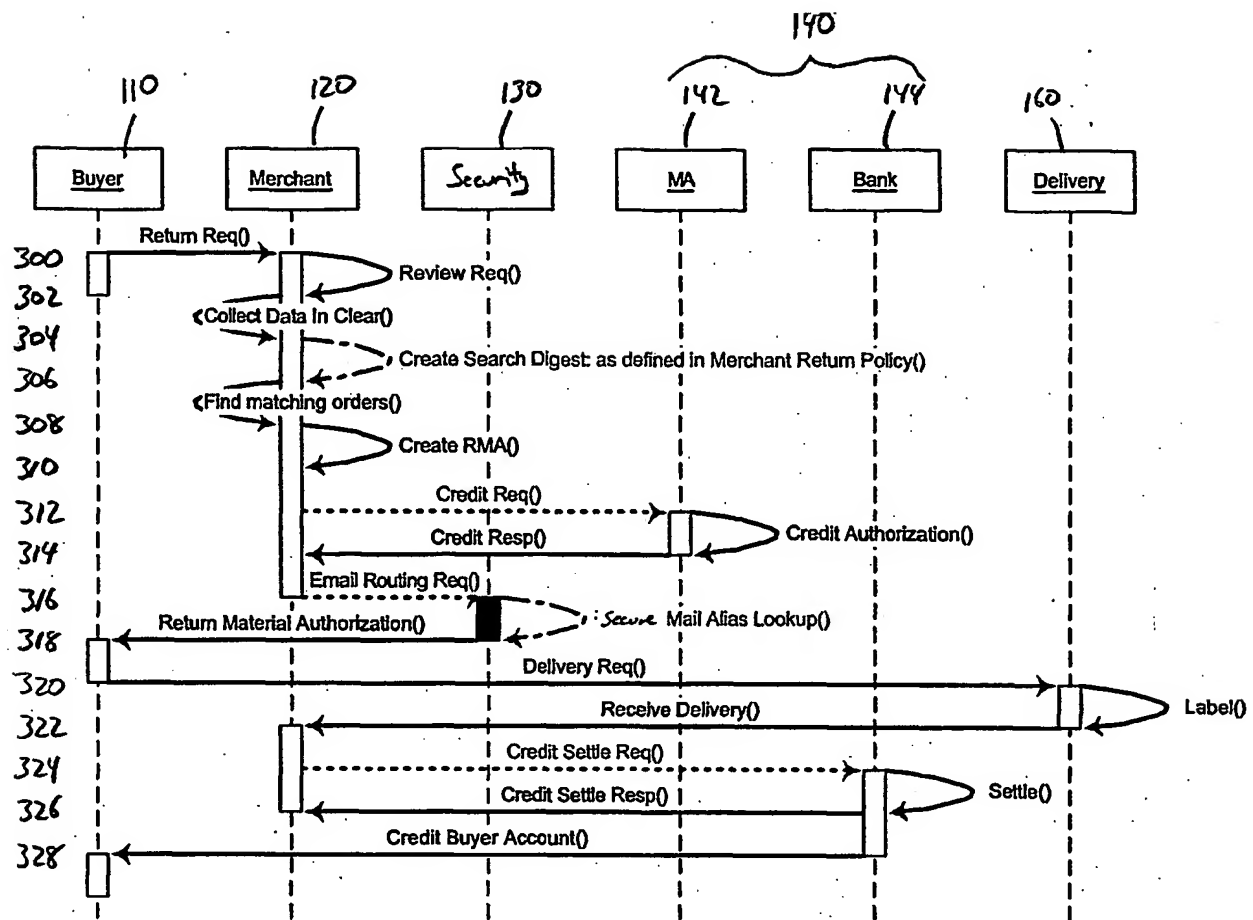 140
110 120 130 142 144 160
Buyer Merchant Security MA Bank Delivery
300 Return Req()
Review Req()
302
Collect Data In Clear()
304
Create Search Digest: as defined in Merchant Return Policy()
306
Find matching orders()
308
Create RMA()
310
Credit Req()
312
Credit Authorization()
Credit Resp()
314
Email Routing Req()
316
:Secure Mail Alias Lookup()
Return Material Authorization()
318
Delivery Req()
320
Label()
Receive Delivery()
322
Credit Settle Req()
324
Settle()
Credit Settle Resp()
326
Credit Buyer Account()
328